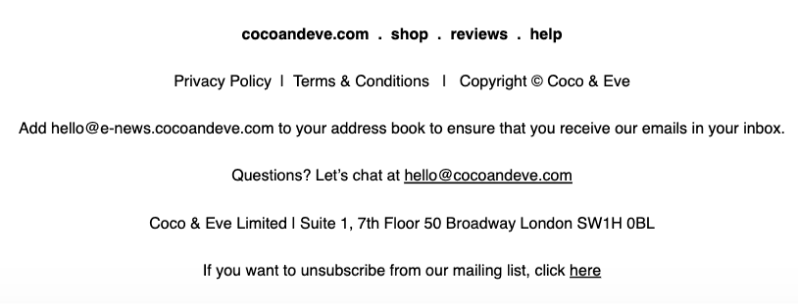 cocoandeve.com . shop . reviews . help
Privacy Policy | Terms & Conditions | Copyright © Coco & Eve
Add hello@e-news.cocoandeve.com to your address book to ensure that you receive our emails in your inbox.
Questions? Let's chat at hello@cocoandeve.com
Coco & Eve Limited | Suite 1, 7th Floor 50 Broadway London SW1H 0BL
If you want to unsubscribe from our mailing list, click here